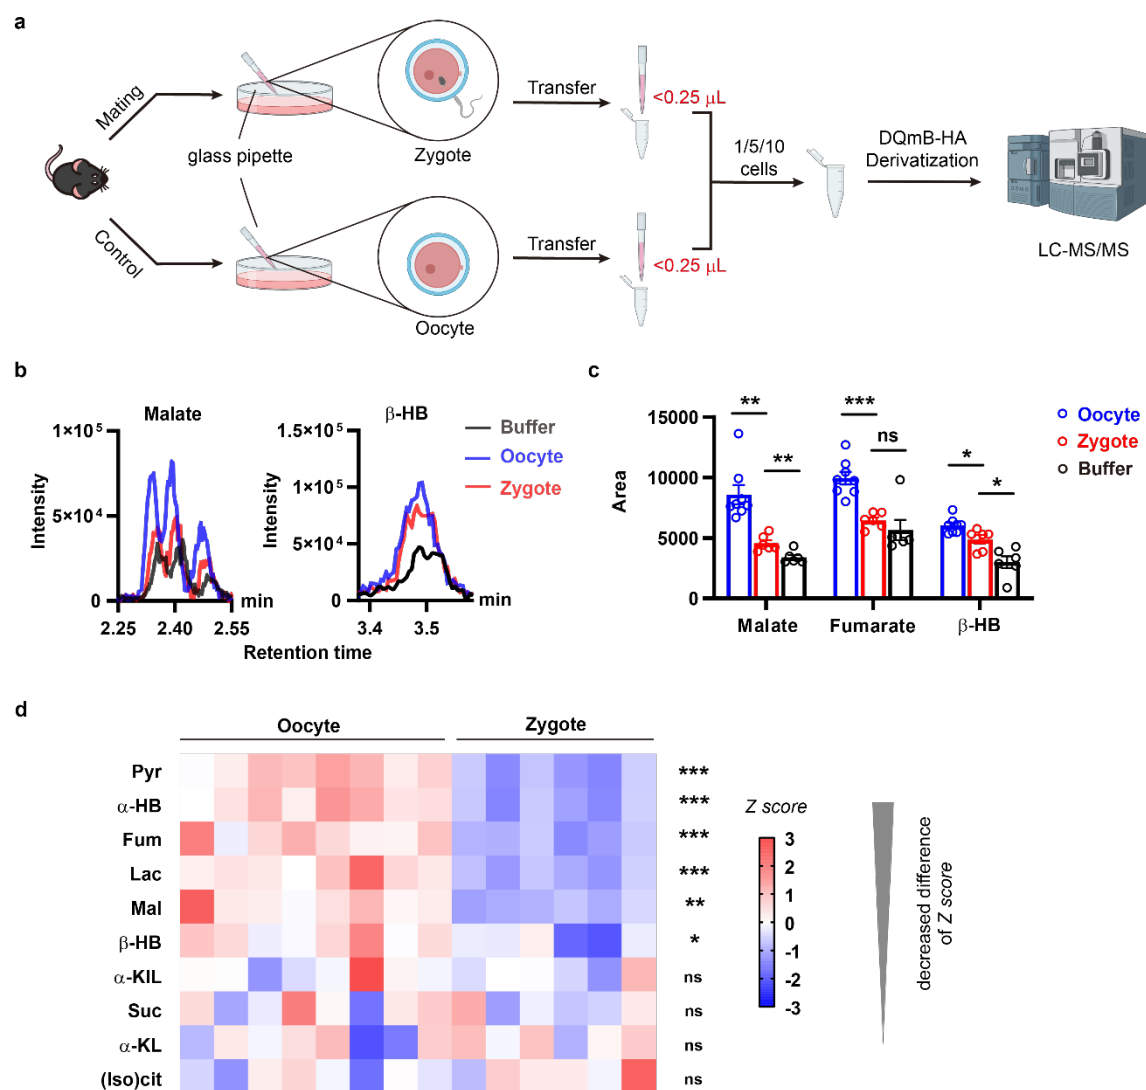 a
Mating
Control
glass pipette
Zygote
Oocyte
Transfer
Transfer
<0.25 μL
<0.25 μL
1/5/10
cells
DQmB-HA
Derivatization
LC-MS/MS
b
Malate
1×10⁵
5×10⁴
0
Intensity
2.25
2.40
2.55
min
β-HB
1.5×10⁵
1×10⁵
5×10⁴
0
Intensity
3.4
3.5
min
Retention time
Buffer
Oocyte
Zygote
c
15000
10000
5000
0
Area
**
**
***
ns
*
*
Malate
Fumarate
β-HB
Oocyte
Zygote
Buffer
d
Oocyte
Zygote
Pyr
***
α-HB
***
Fum
***
Lac
***
Mal
**
β-HB
*
α-KIL
ns
Suc
ns
α-KL
ns
(Iso)cit
ns
Z score
3
2
1
0
-1
-2
-3
decreased difference
of Z score